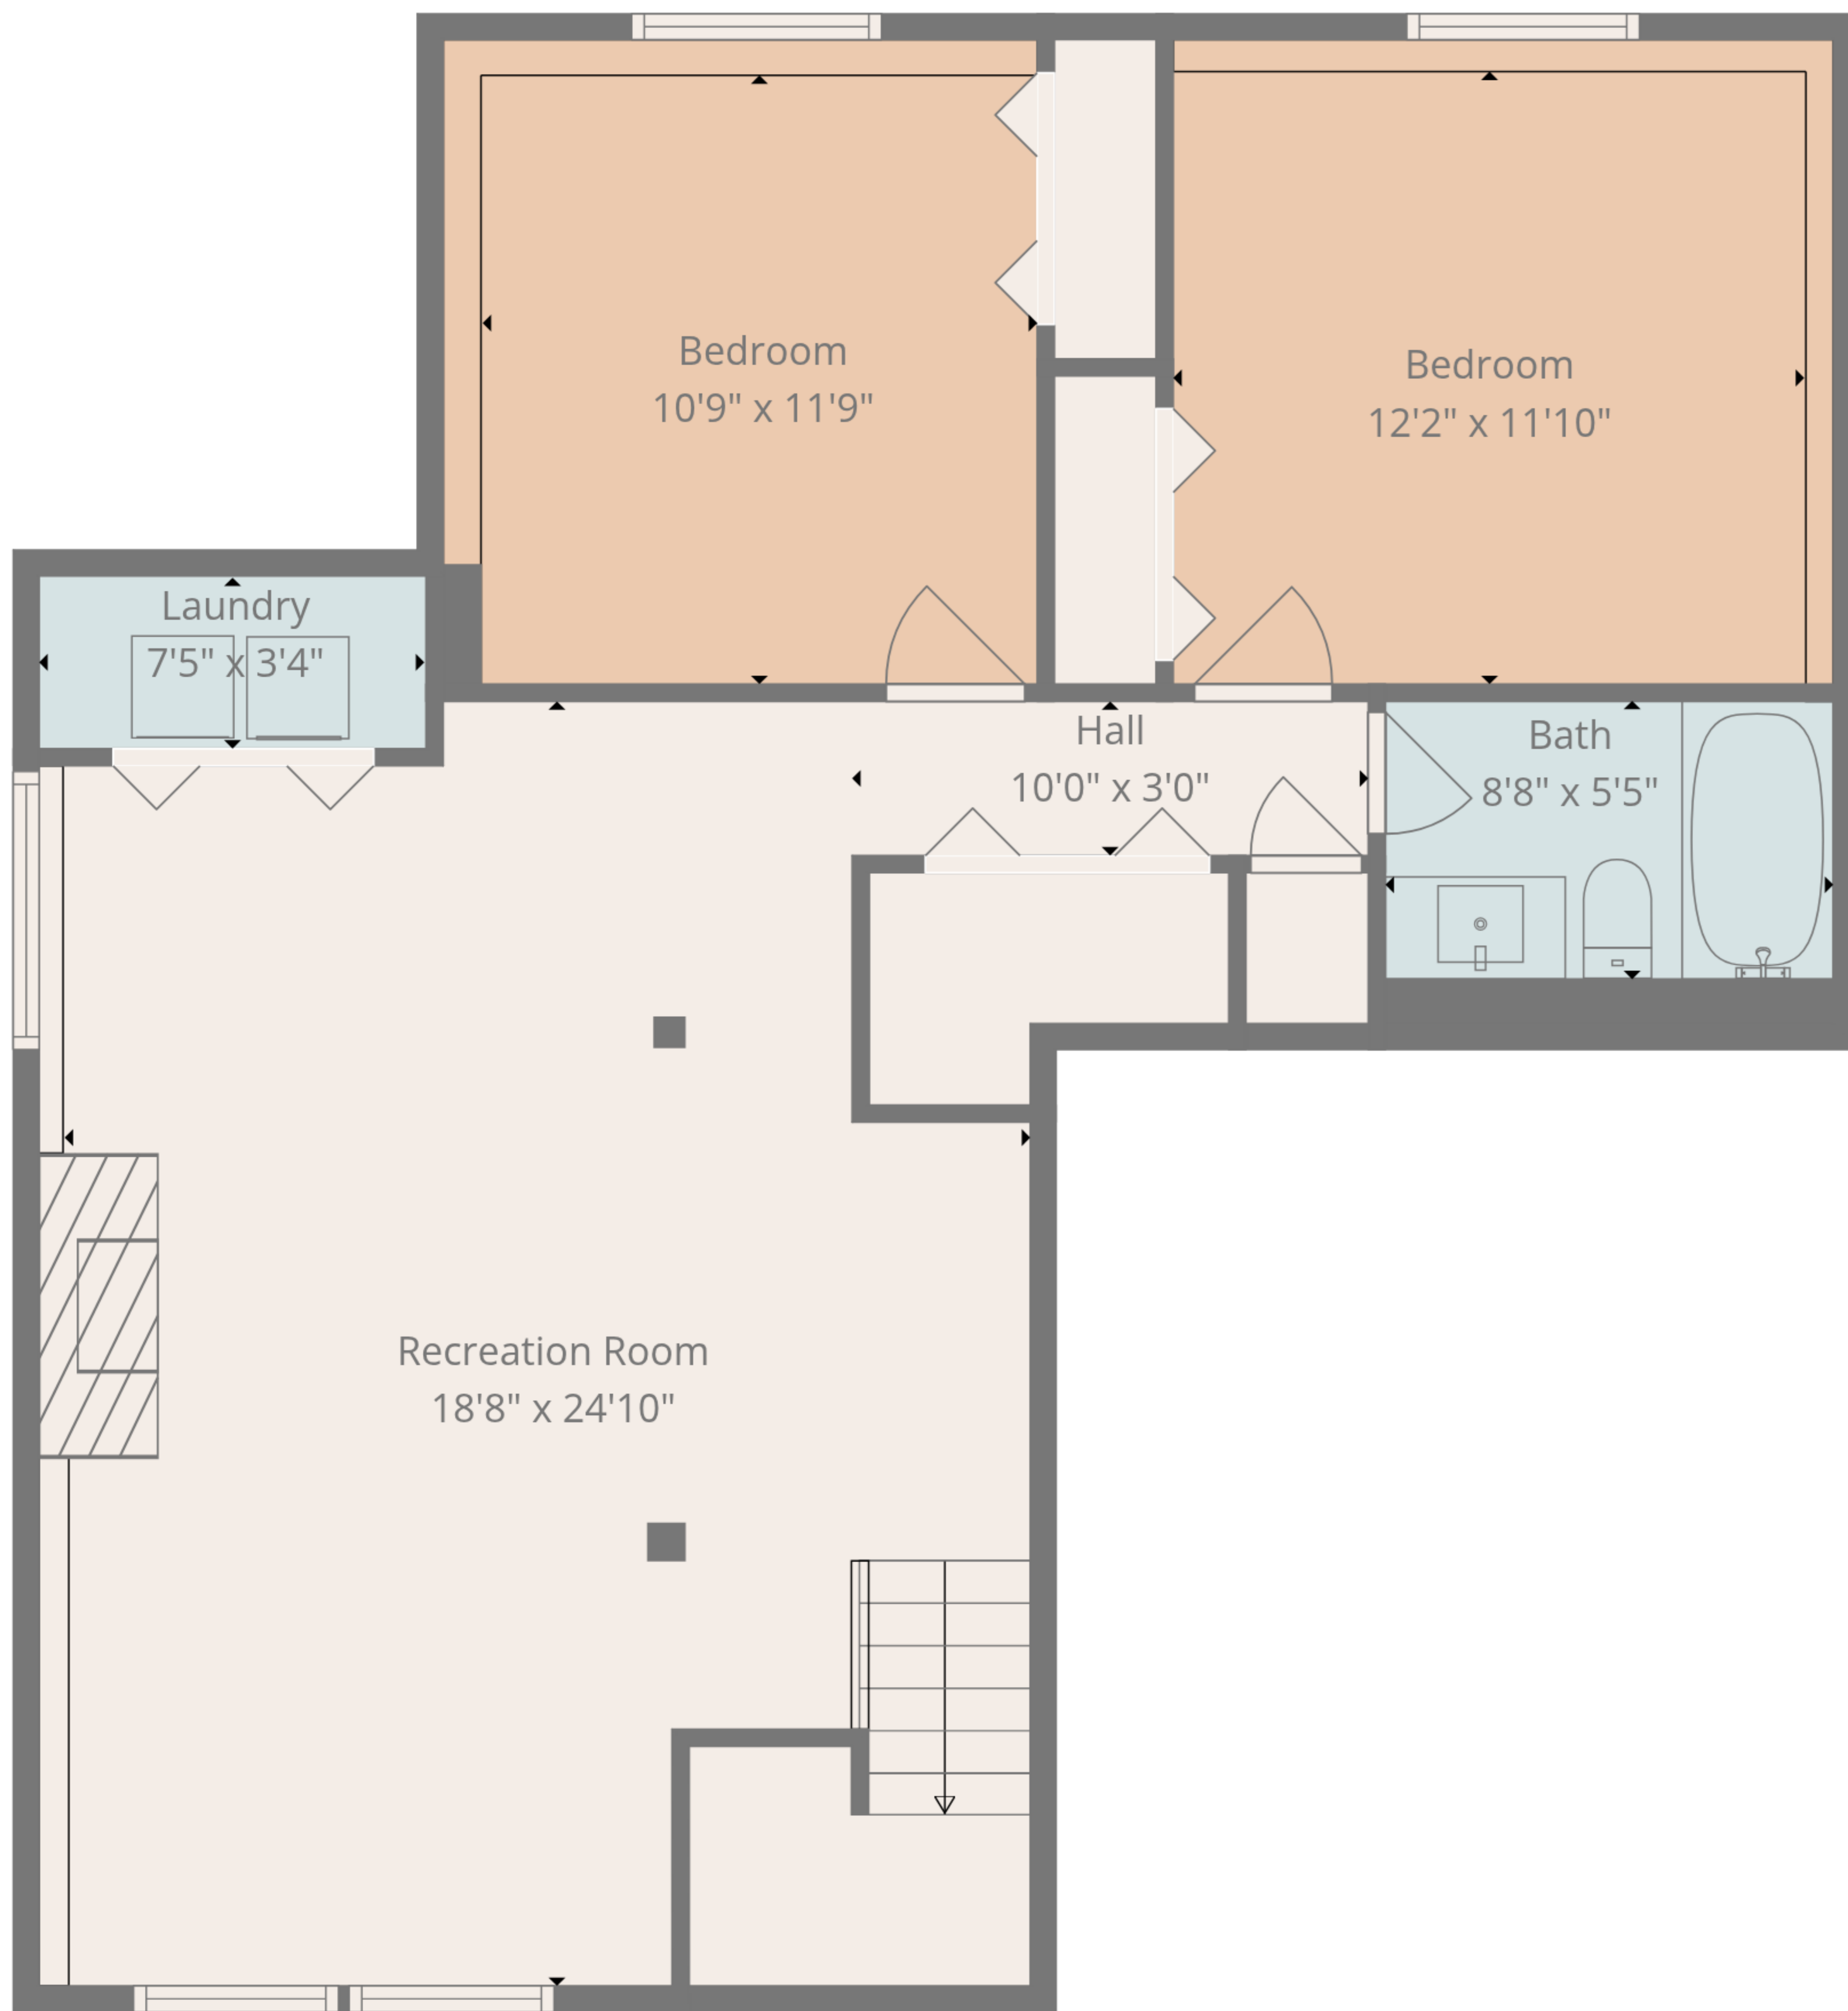 Bedroom
10'9" x 11'9"
Bedroom
12'2" x 11'10"
Laundry
7'5" x 3'4"
Hall
10'0" x 3'0"
Bath
8'8" x 5'5"
Recreation Room
18'8" x 24'10"